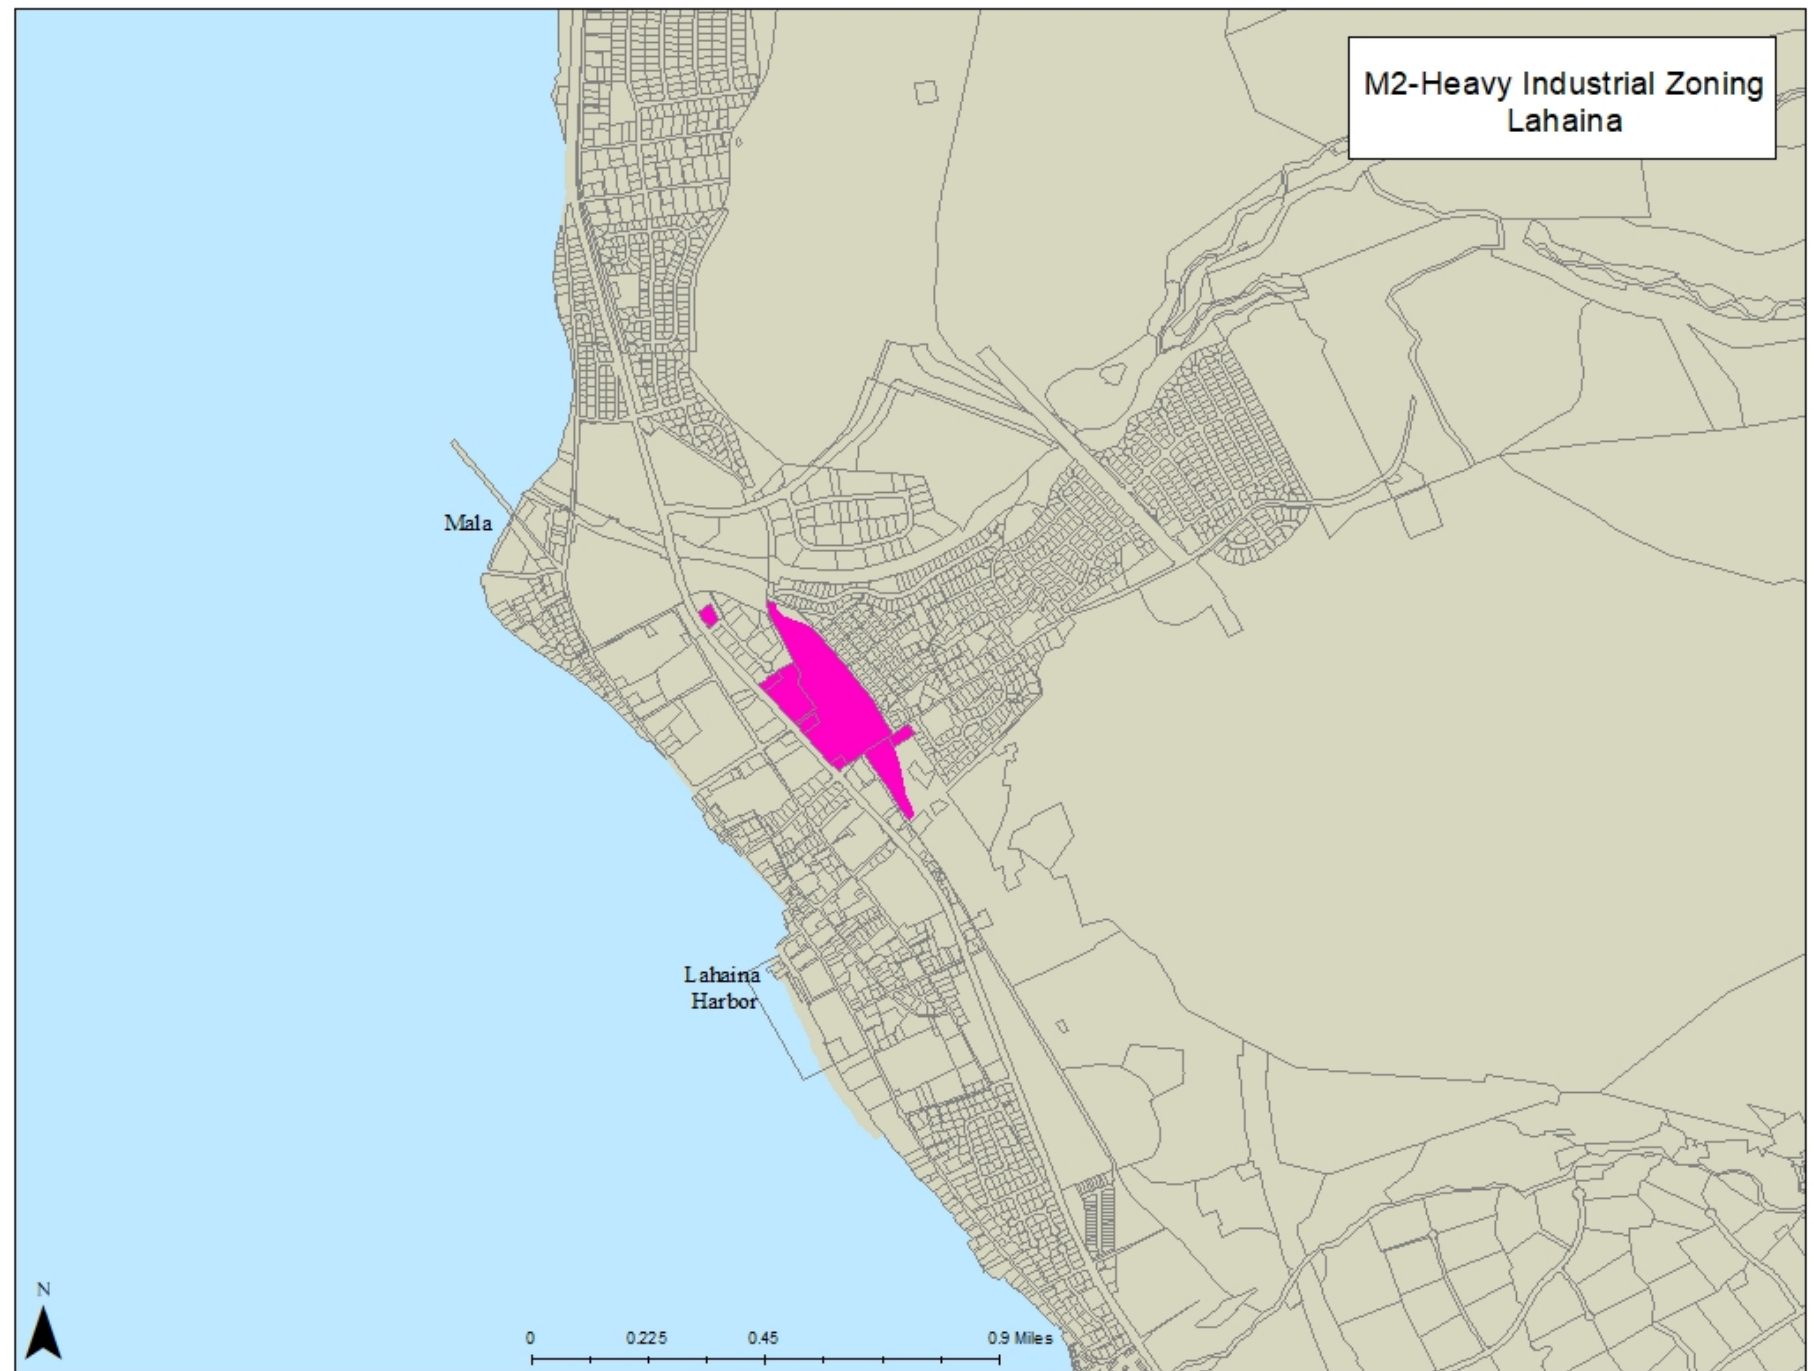 M2-Heavy Industrial Zoning
Lahaina
Mala
Lahaina
Harbor
N
0 0.225 0.45 0.9 Miles